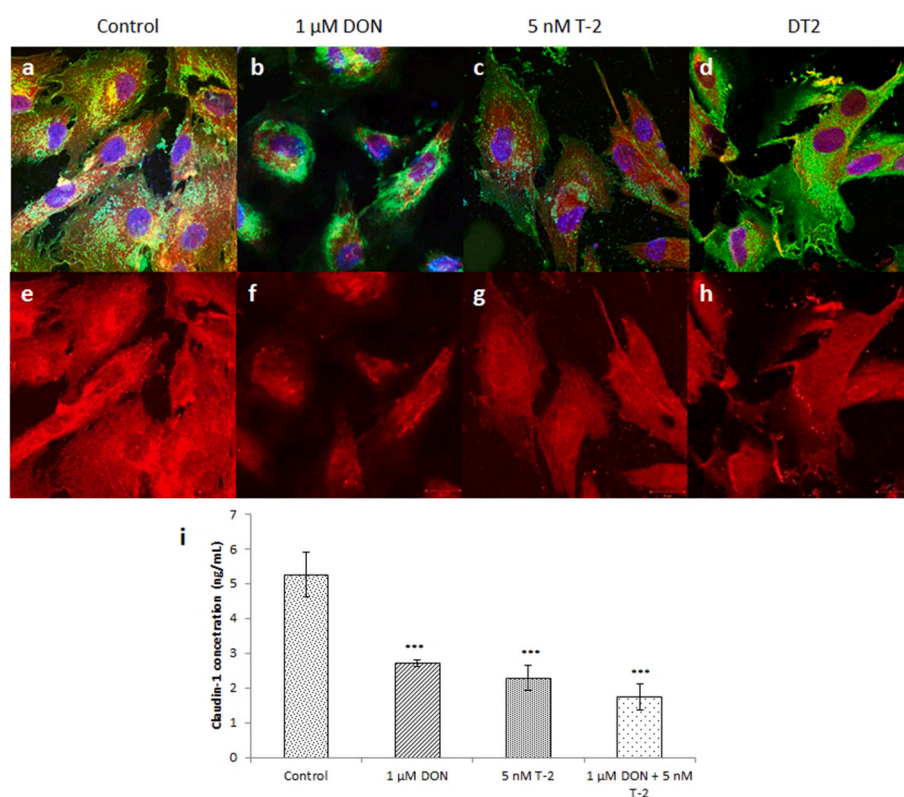 Control 1 µM DON 5 nM T-2 DT2
a b c d
e f g h
i
Claudin-1 concetration (ng/mL)
7
6
5
4
3
2
1
0
***
***
***
Control 1 µM DON 5 nM T-2 1 µM DON + 5 nM
T-2